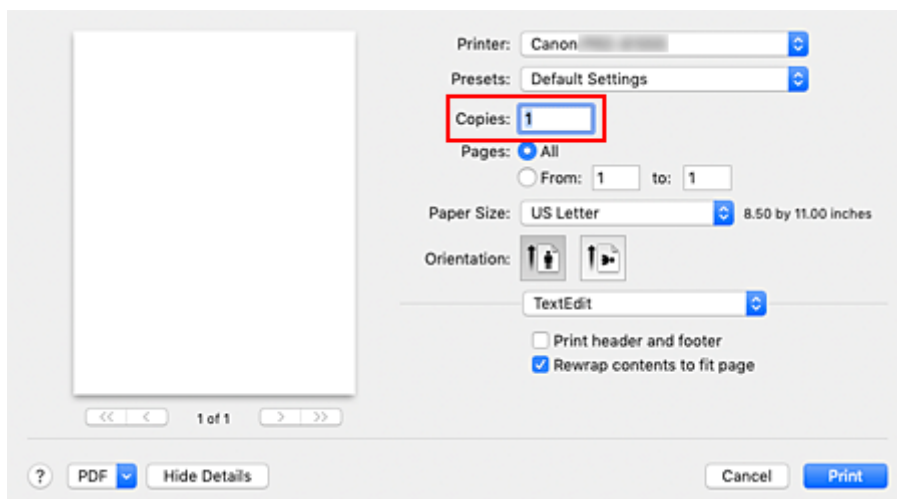 Printer: Canon
Presets: Default Settings
Copies: 1
Pages: All
From: 1 to: 1
Paper Size: US Letter 8.50 by 11.00 inches
Orientation:
TextEdit
Print header and footer
Rewrap contents to fit page
<< < 1 of 1 > >>
? PDF Hide Details Cancel Print